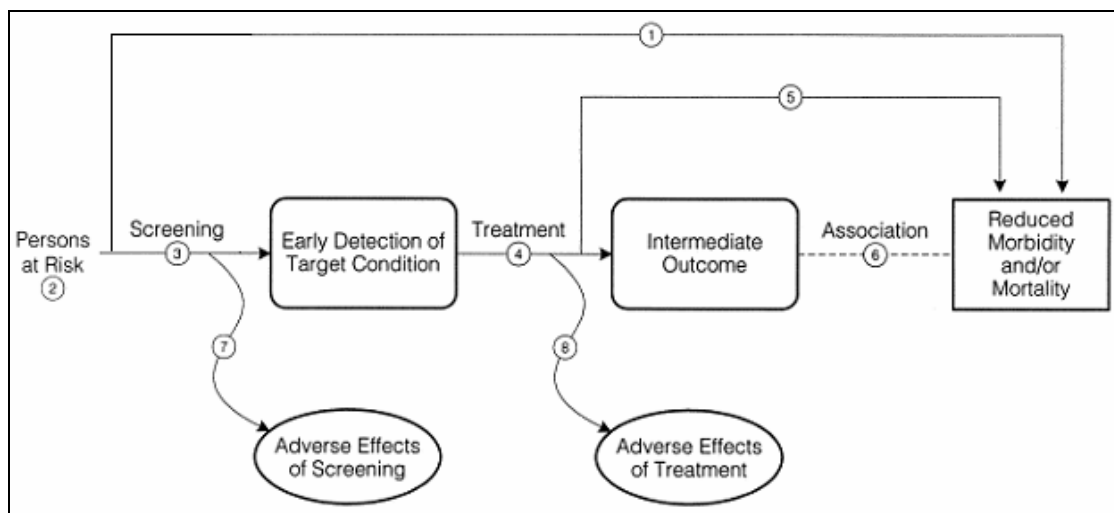 1
5
Persons
at Risk
2
Screening
3
Early Detection of
Target Condition
Treatment
4
Intermediate
Outcome
Association
6
Reduced
Morbidity
and/or
Mortality
7
8
Adverse Effects
of Screening
Adverse Effects
of Treatment